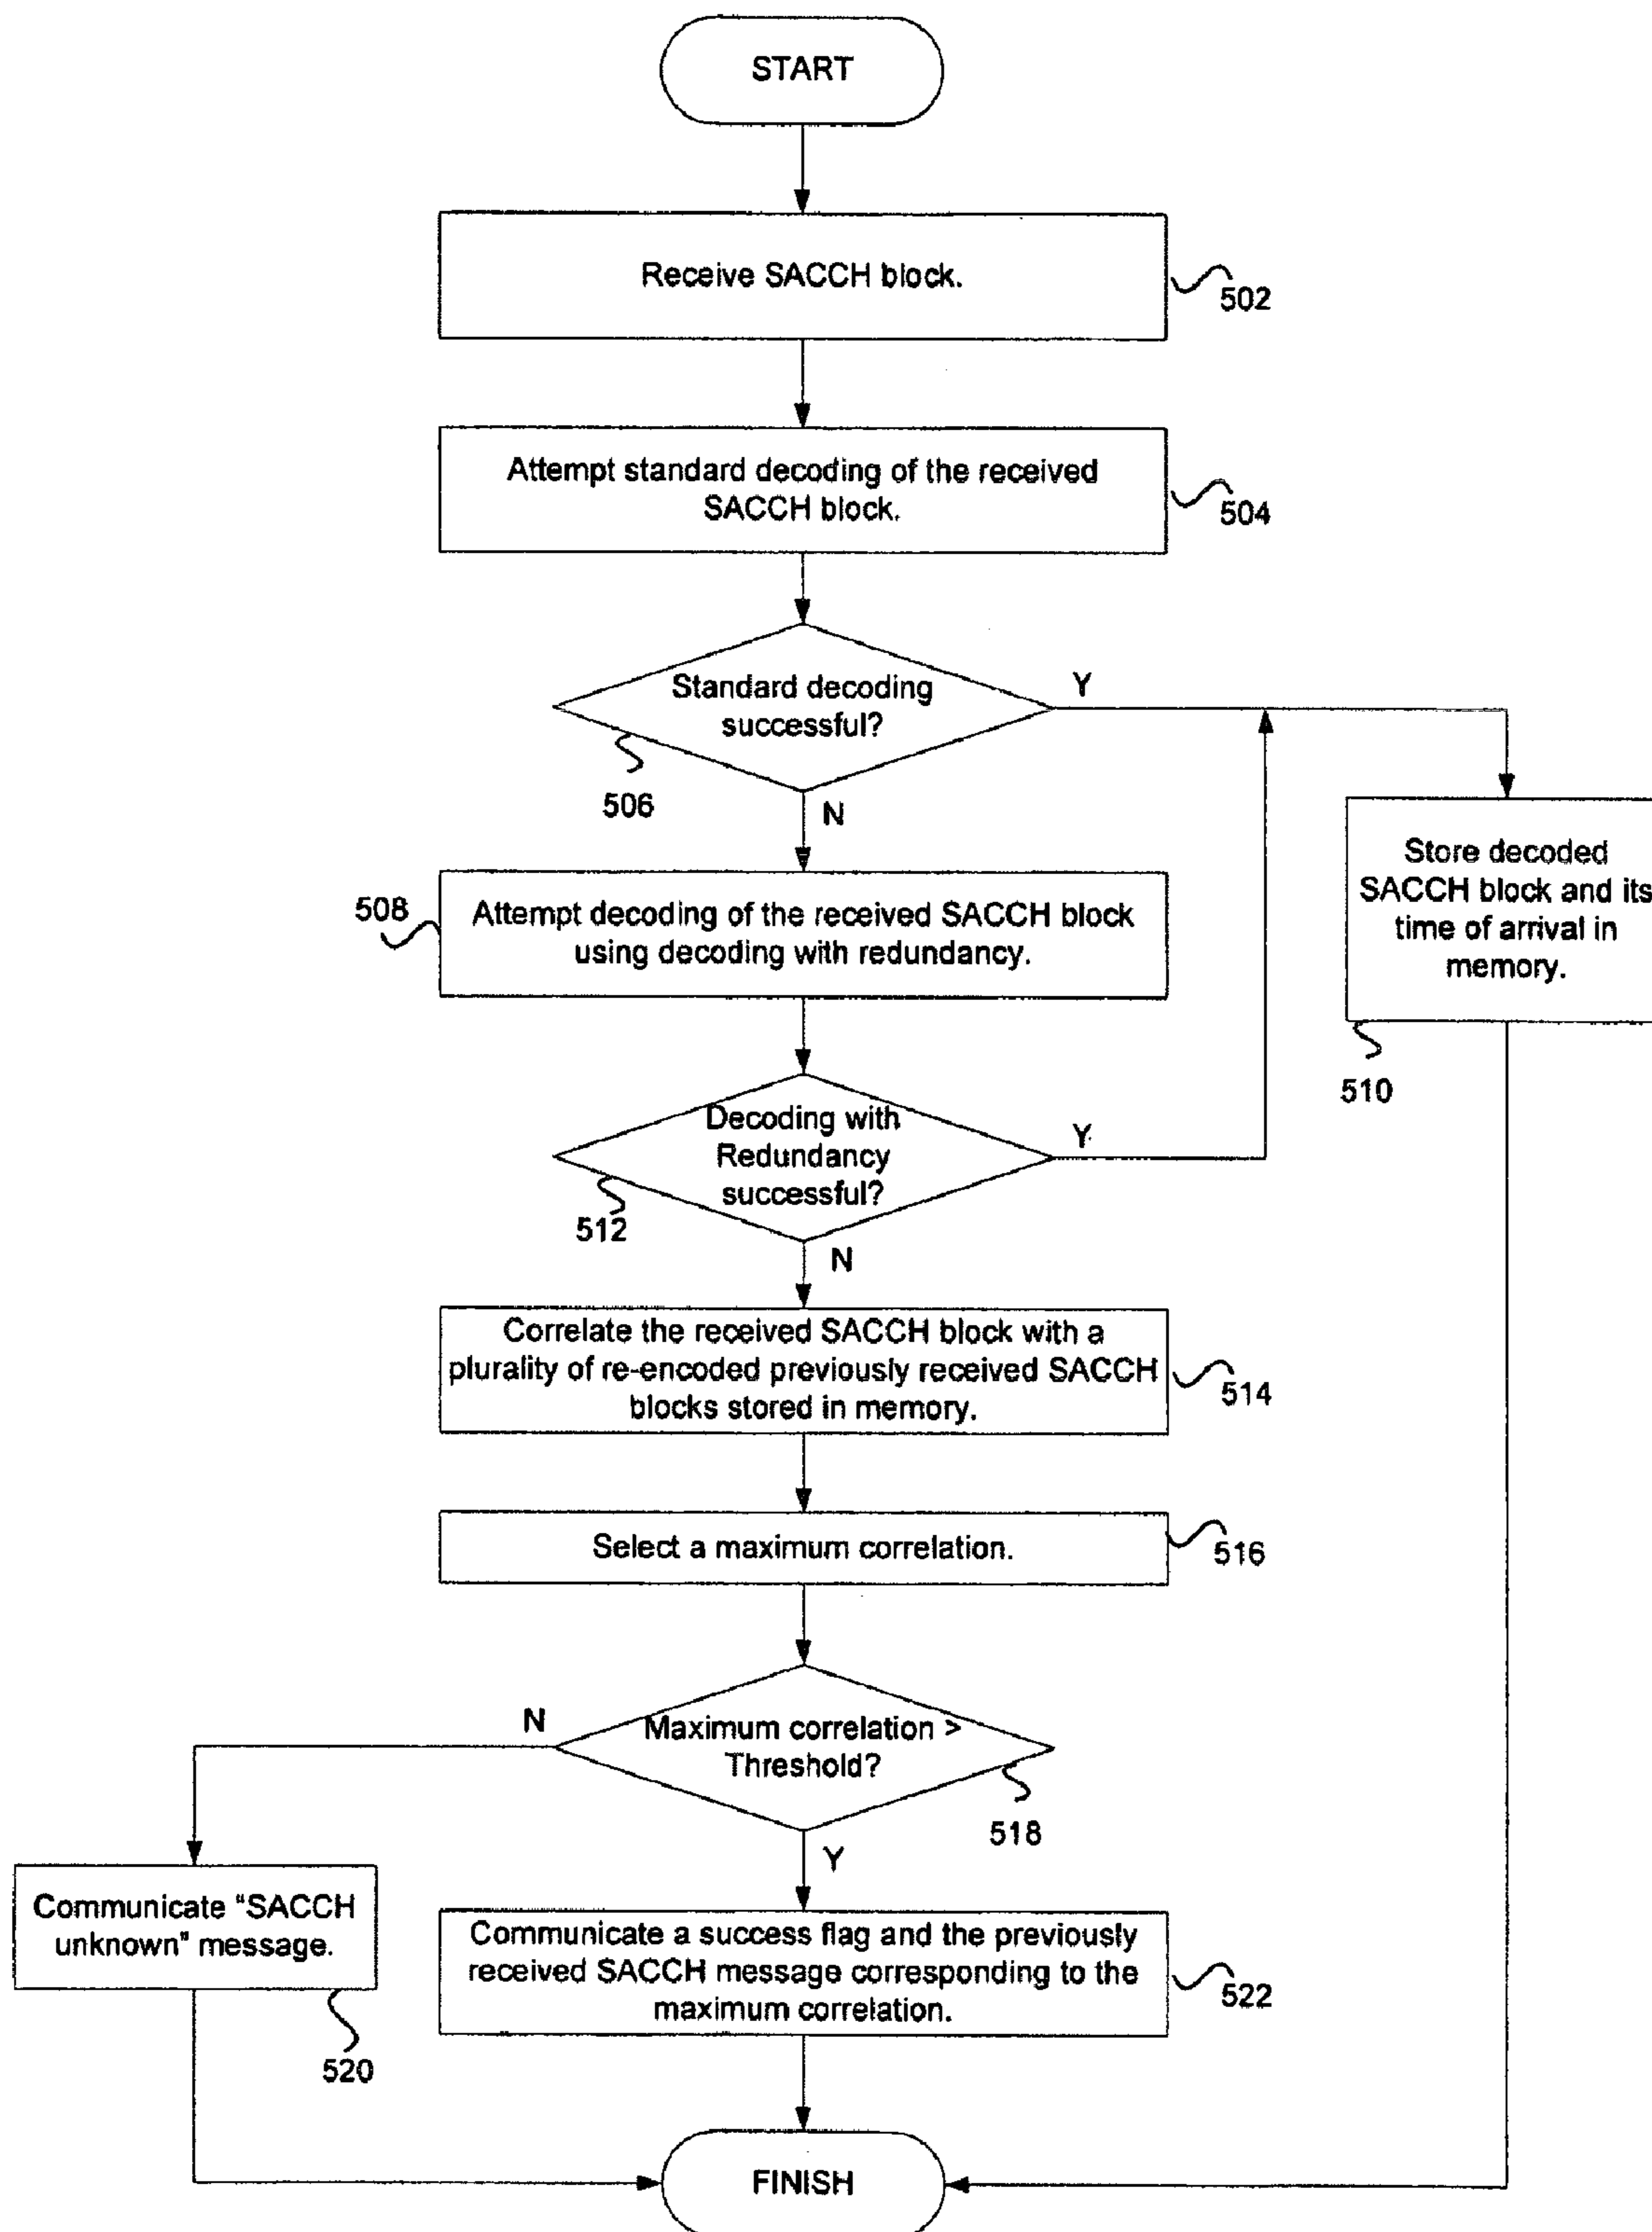 START
Receive SACCH block.
502
Attempt standard decoding of the received
SACCH block.
504
Standard decoding
successful?
Y
506
N
Store decoded
SACCH block and its
time of arrival in
memory.
510
508
Attempt decoding of the received SACCH block
using decoding with redundancy.
Decoding with
Redundancy
successful?
Y
512
N
Correlate the received SACCH block with a
plurality of re-encoded previously received SACCH
blocks stored in memory.
514
Select a maximum correlation.
516
N
Maximum correlation >
Threshold?
518
Y
Communicate "SACCH
unknown" message.
520
Communicate a success flag and the previously
received SACCH message corresponding to the
maximum correlation.
522
FINISH